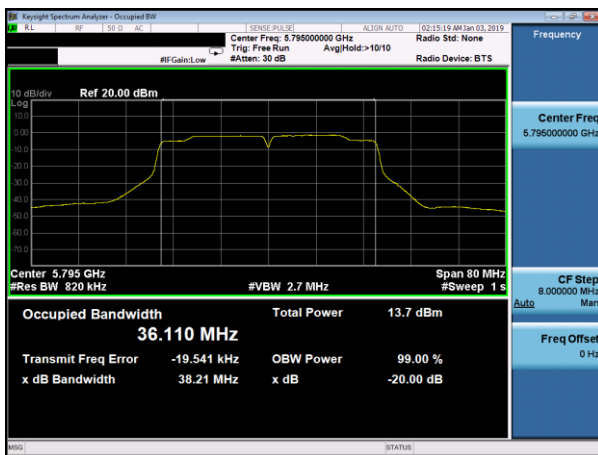 Keysight Spectrum Analyzer - Occupied BW
RL RF 50 Ω AC SENSE:PULSE ALIGN AUTO 02:15:19 AM Jan 03, 2019
Center Freq: 5.795000000 GHz Radio Std: None
Trig: Free Run Avg|Hold:>10/10
#IFGain:Low #Atten: 30 dB Radio Device: BTS
10 dB/div Ref 20.00 dBm
Log
10.0
0.00
-10.0
-20.0
-30.0
-40.0
-50.0
-60.0
-70.0
Center 5.795 GHz Span 80 MHz
#Res BW 820 kHz #VBW 2.7 MHz #Sweep 1 s
Occupied Bandwidth Total Power 13.7 dBm
36.110 MHz
Transmit Freq Error -19.541 kHz OBW Power 99.00 %
x dB Bandwidth 38.21 MHz x dB -20.00 dB
MSG STATUS
Frequency
Center Freq
5.795000000 GHz
CF Step
8.000000 MHz
Auto Man
Freq Offset
0 Hz